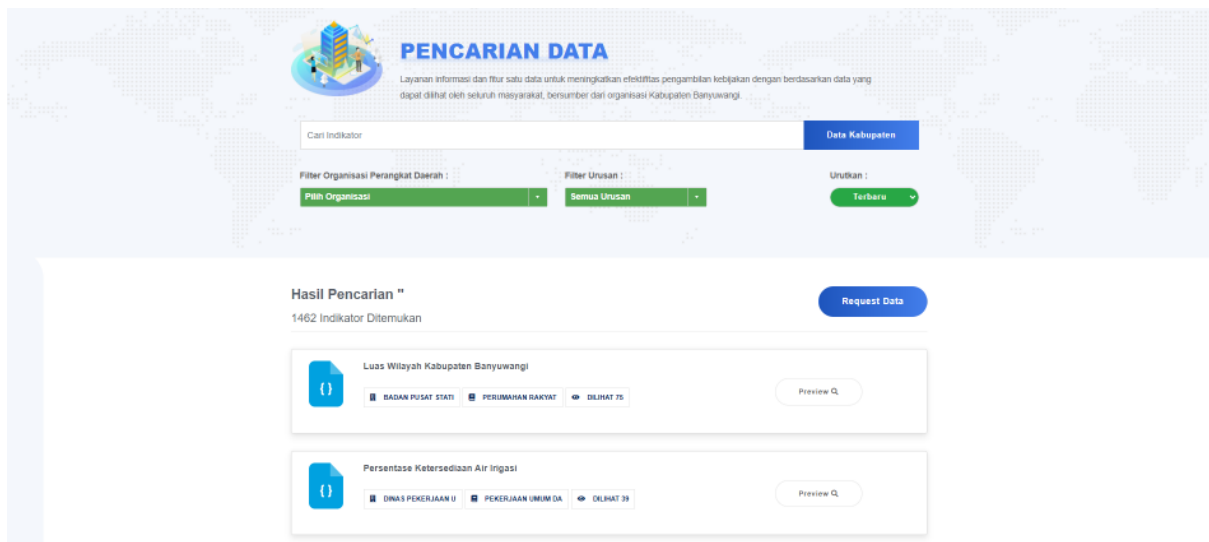 PENCARIAN DATA
Layanan informasi dan fitur satu data untuk meningkatkan efektifitas pengambilan kebijakan dengan berdasarkan data yang
dapat dilihat oleh seluruh masyarakat, bersumber dari organisasi Kabupaten Banyuwangi.
Cari Indikator
Data Kabupaten
Filter Organisasi Perangkat Daerah :
Filter Urusan :
Urutkan :
Pilih Organisasi
Semua Urusan
Terbaru
Hasil Pencarian "
Request Data
1462 Indikator Ditemukan
Luas Wilayah Kabupaten Banyuwangi
{ }
BADAN PUSAT STATI
PERUMAHAN RAKYAT
DILIHAT 75
Preview
Persentase Ketersediaan Air Irigasi
{ }
DINAS PEKERJAAN U
PEKERJAAN UMUM DA
DILIHAT 39
Preview